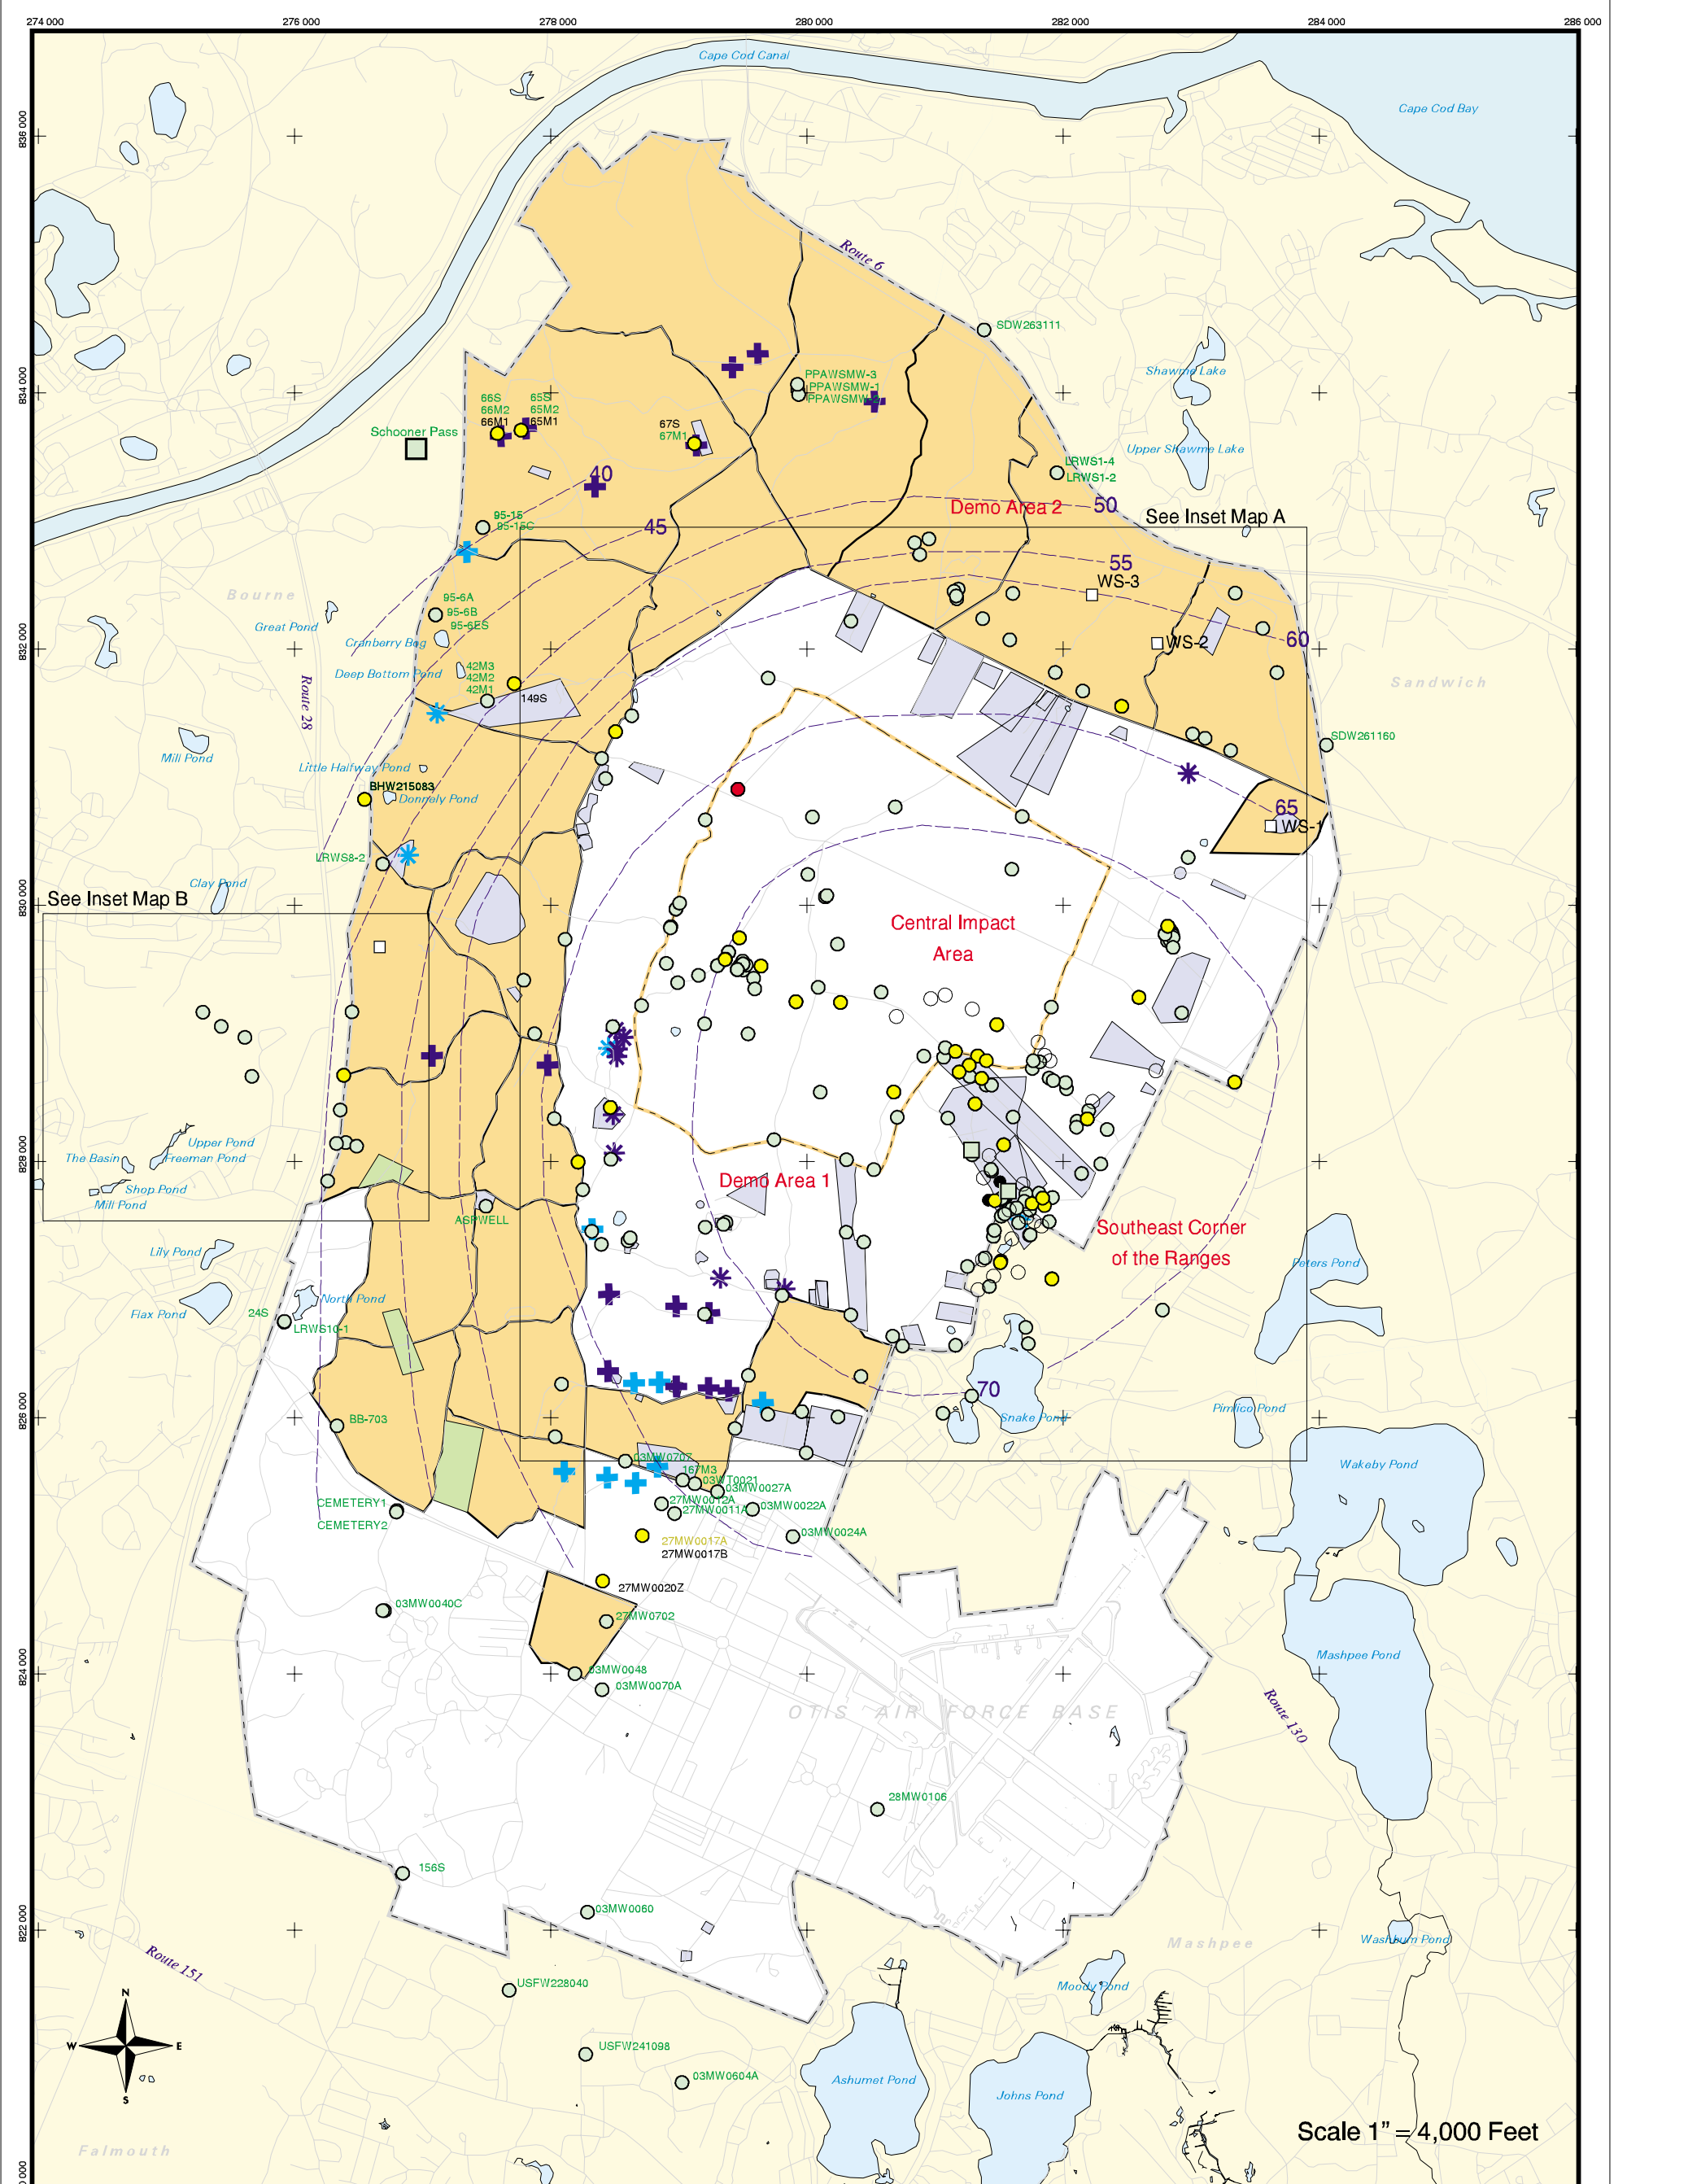 274 000
276 000
278 000
280 000
282 000
284 000
286 000
Cape Cod Canal
Cape Cod Bay
836 000
Route 6
SDW263111
Shawme Lake
PPAWSMW-3
PPAWSMW-1
PPAWSMW-2
834 000
66S
66M2
66M1
65S
65M2
65M1
67S
67M1
Schooner Pass
Upper Shawme Lake
LRWS1-4
LRWS1-2
40
45
50
Demo Area 2
See Inset Map A
95-15
95-15C
55
WS-3
95-6A
95-6B
95-6ES
Bourne
Great Pond
Cranberry Bog
832 000
60
WS-2
Deep Bottom Pond
42M3
42M2
42M1
149S
Sandwich
Route 28
SDW261160
Mill Pond
Little Halfway Pond
BHW215083
Donnaly Pond
65
WS-1
LRWS8-2
Clay Pond
See Inset Map B
830 000
Central Impact
Area
828 000
The Basin
Upper Pond
Freeman Pond
Shop Pond
Mill Pond
Demo Area 1
ASPWELL
Southeast Corner
of the Ranges
Lily Pond
Peters Pond
Flax Pond
North Pond
24S
LRWS10-1
70
Snake Pond
Pimlico Pond
826 000
BB-703
03MW0707
167M3
03WT0021
03MW0027A
27MW0012A
27MW0011A
03MW0022A
Wakeby Pond
CEMETERY1
CEMETERY2
03MW0024A
27MW0017A
27MW0017B
27MW0020Z
03MW0040C
27MW0702
Mashpee Pond
824 000
03MW0048
03MW0070A
OTIS AIR FORCE BASE
Route 130
28MW0106
156S
03MW0060
822 000
Mashpee
Washburn Pond
Route 151
USFW228040
Moody Pond
N
W
E
S
USFW241098
03MW0604A
Ashumet Pond
Johns Pond
Scale 1" = 4,000 Feet
Falmouth